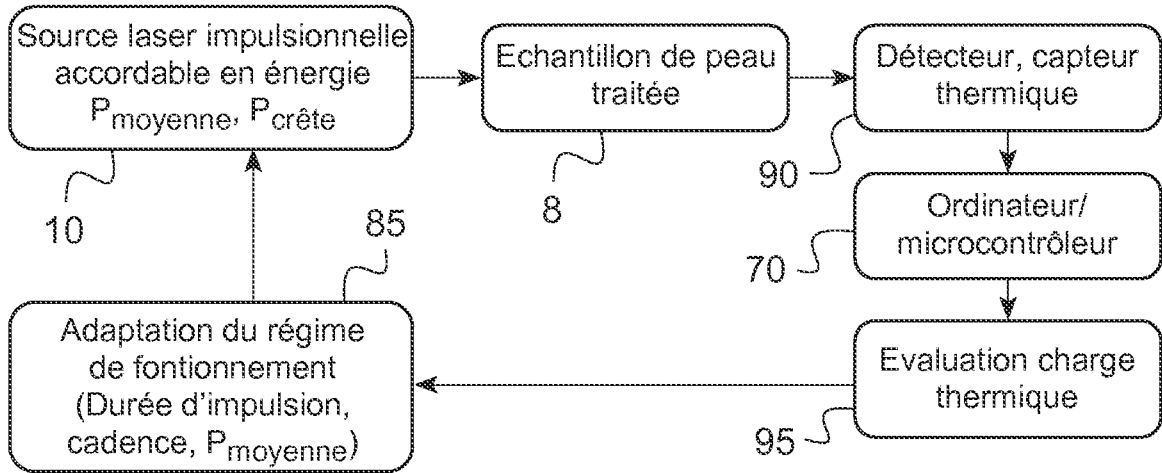 Source laser impulsionnelle
accordable en énergie
Pmoyenne, Pcrête
10
Echantillon de peau
traitée
8
Détecteur, capteur
thermique
90
Ordinateur/
microcontrôleur
70
Evaluation charge
thermique
95
85
Adaptation du régime
de fontionnement
(Durée d'impulsion,
cadence, Pmoyenne)